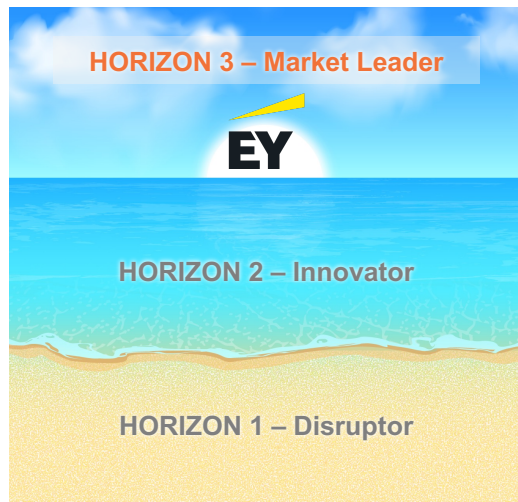 HORIZON 3 – Market Leader
EY
HORIZON 2 – Innovator
HORIZON 1 – Disruptor